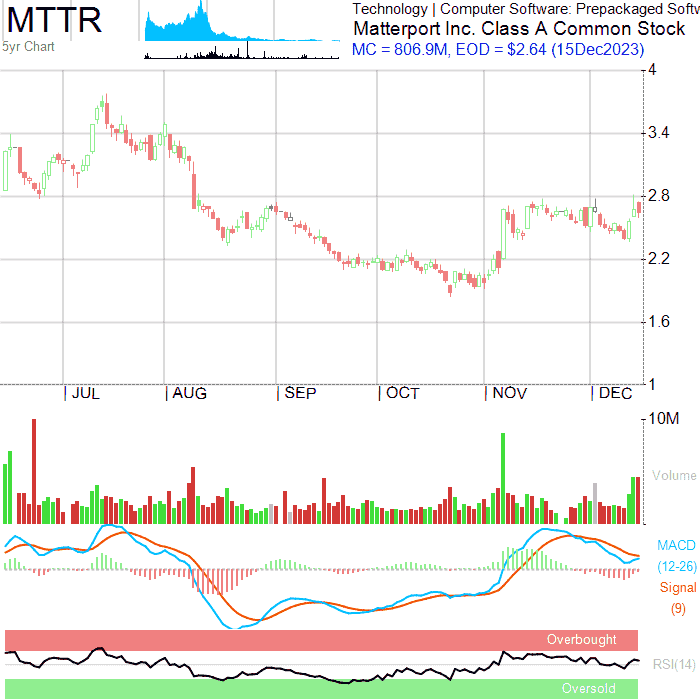 MTTR
5yr Chart
Technology | Computer Software: Prepackaged Softw
Matterport Inc. Class A Common Stock
MC = 806.9M, EOD = $2.64 (15Dec2023)
4
3.4
2.8
2.2
1.6
1
| JUL | AUG | SEP | OCT | NOV | DEC
10M
Volume
MACD
(12-26)
Signal
(9)
Overbought
RSI(14)
Oversold